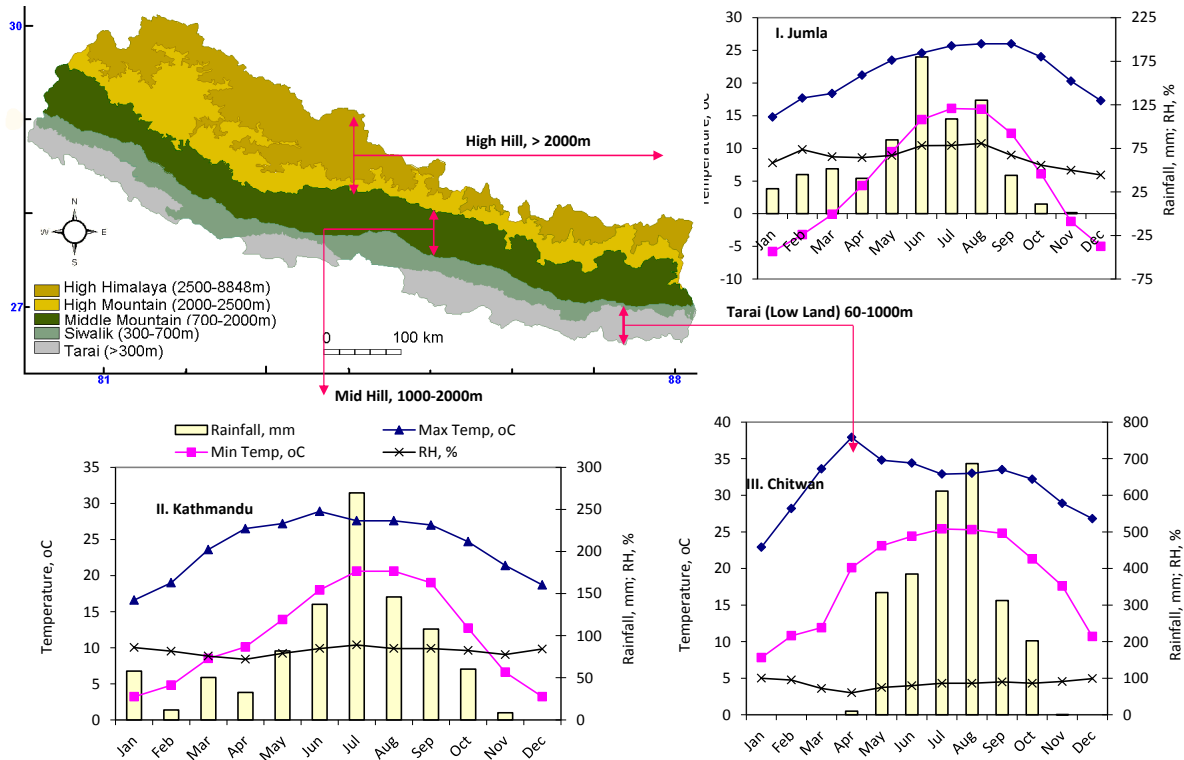 30
27
81
88
N
W
E
S
High Himalaya (2500-8848m)
High Mountain (2000-2500m)
Middle Mountain (700-2000m)
Siwalik (300-700m)
Tarai (>300m)
0
100 km
High Hill, > 2000m
Mid Hill, 1000-2000m
Tarai (Low Land) 60-1000m
I. Jumla
30
25
20
15
10
5
0
-5
-10
Temperature, oC
225
175
125
75
25
-25
-75
Rainfall, mm; RH, %
Jan Feb Mar Apr May Jun Jul Aug Sep Oct Nov Dec
Rainfall, mm
Max Temp, oC
Min Temp, oC
RH, %
II. Kathmandu
35
30
25
20
15
10
5
0
Temperature, oC
300
250
200
150
100
50
0
Rainfall, mm; RH, %
Jan Feb Mar Apr May Jun Jul Aug Sep Oct Nov Dec
III. Chitwan
40
35
30
25
20
15
10
5
0
Temperature, oC
800
700
600
500
400
300
200
100
0
Rainfall, mm; RH, %
Jan Feb Mar Apr May Jun Jul Aug Sep Oct Nov Dec